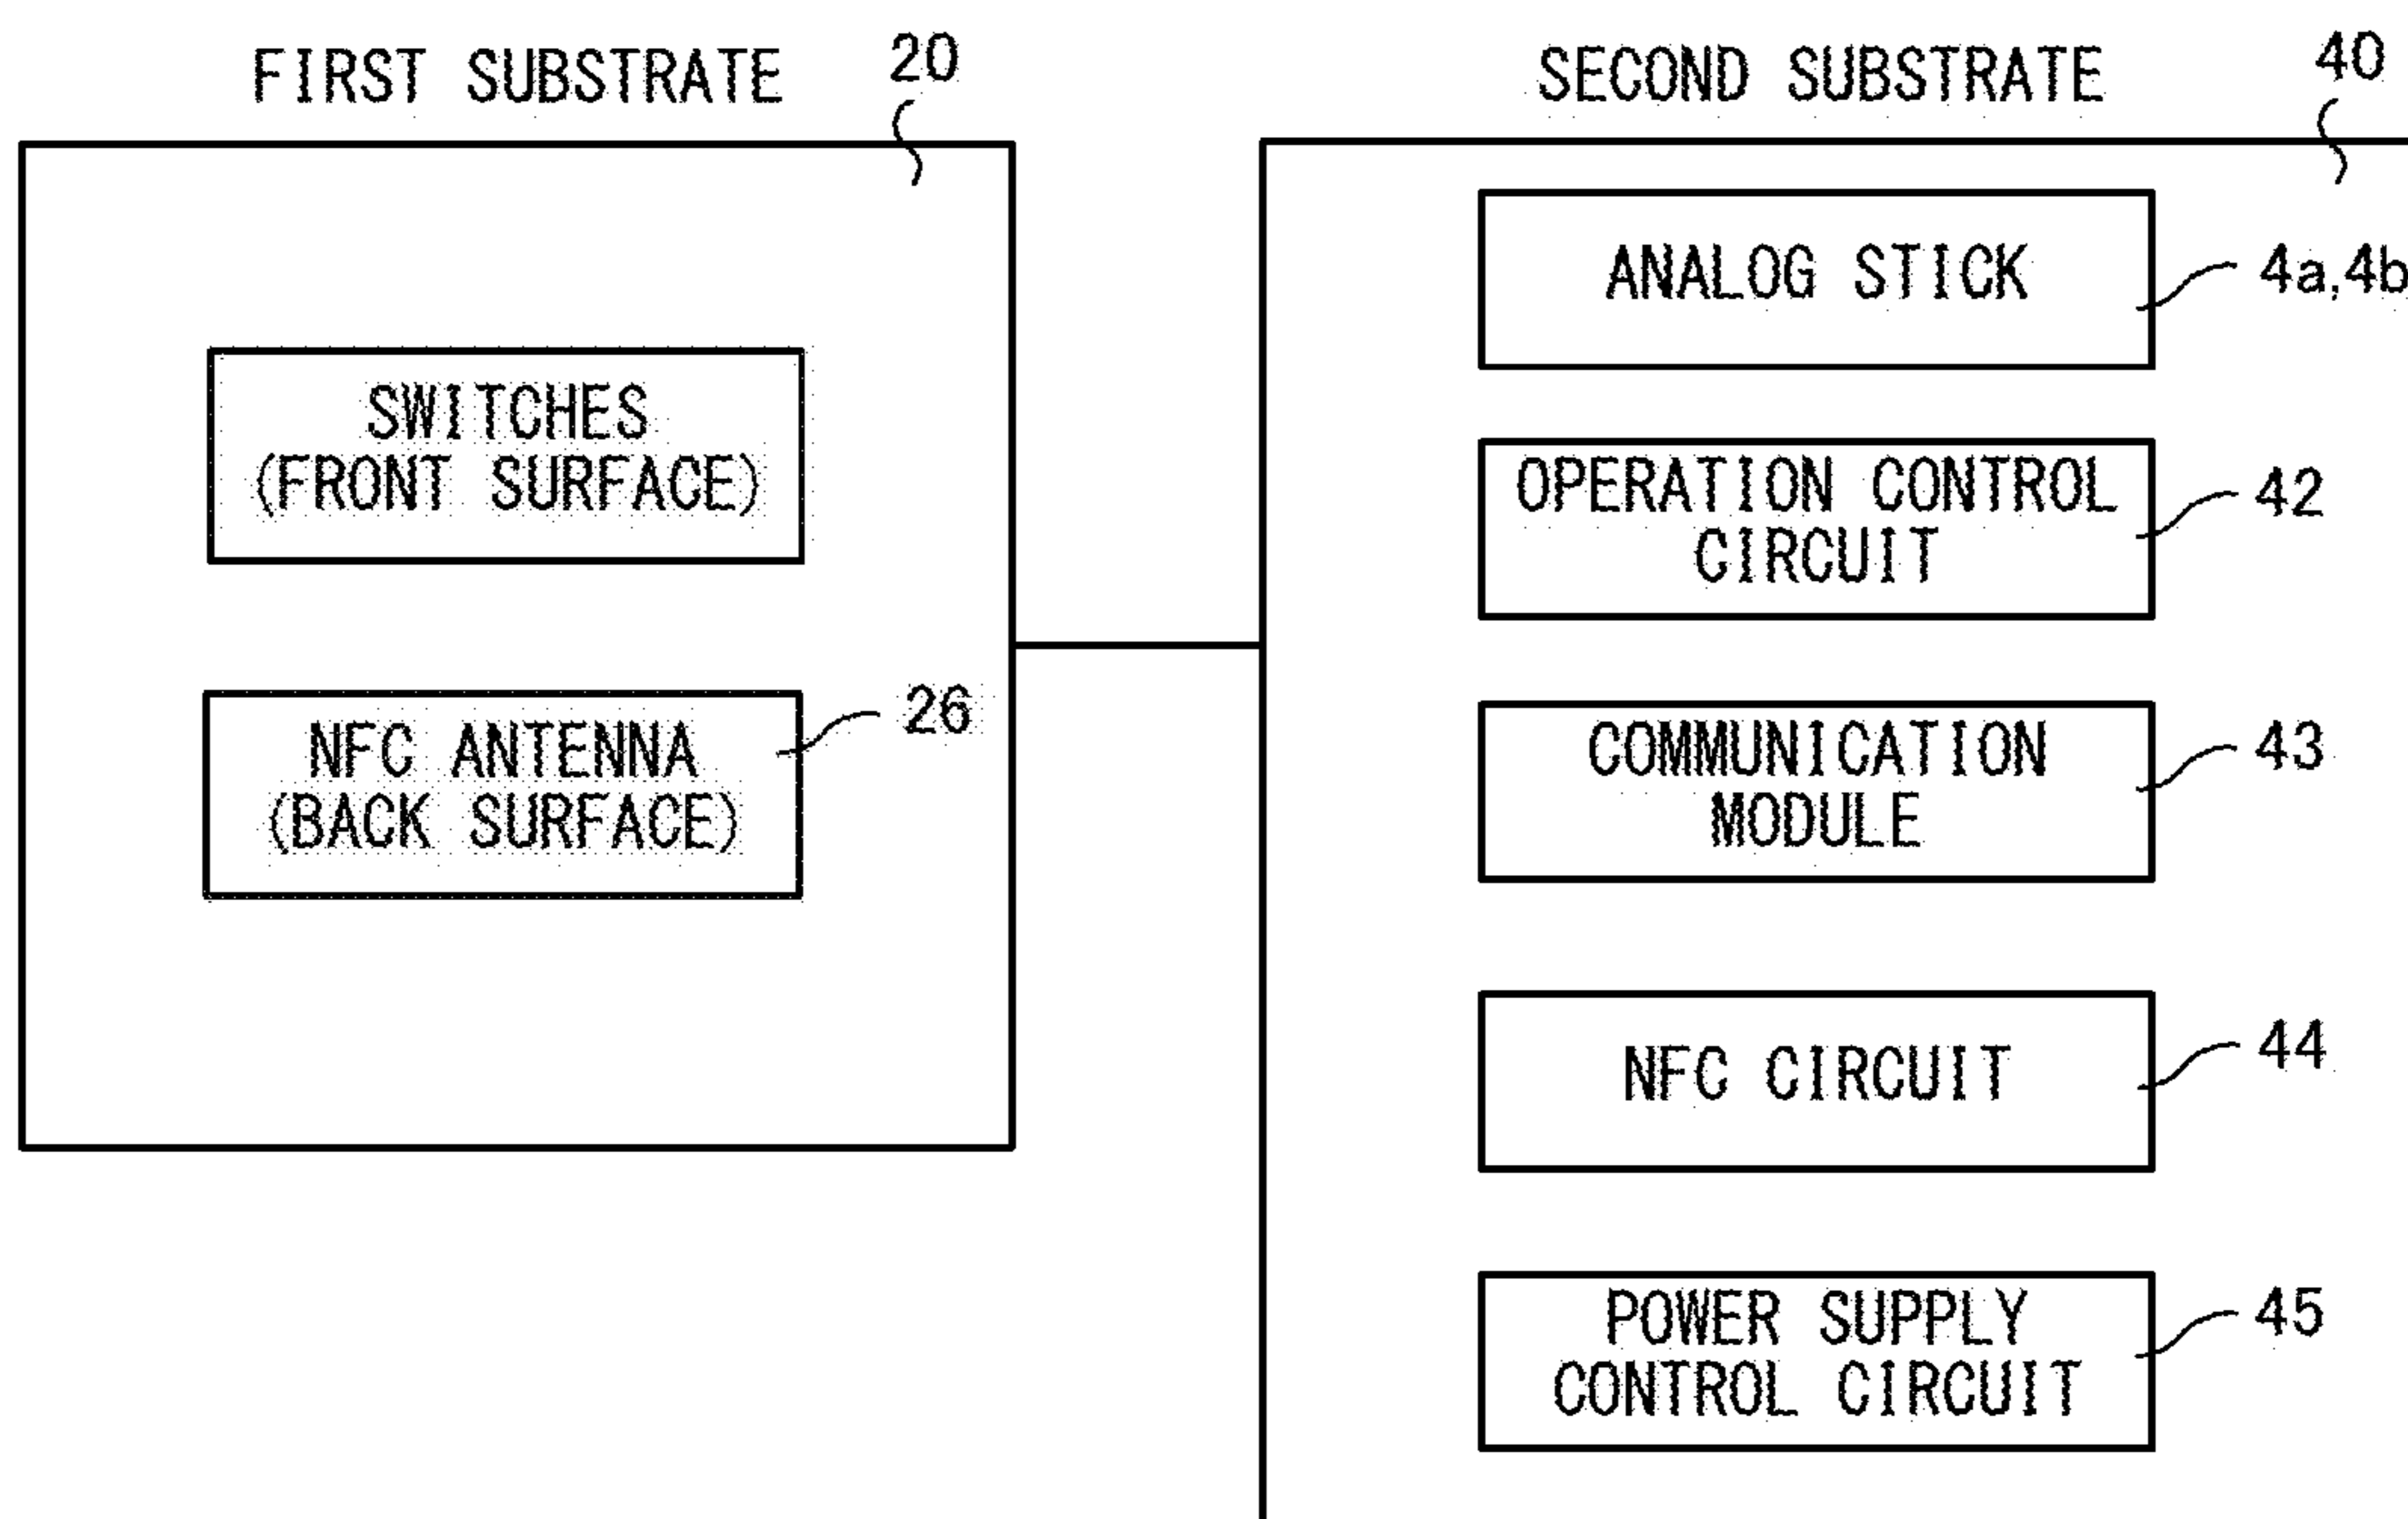 FIRST SUBSTRATE
20
SWITCHES
(FRONT SURFACE)
NFC ANTENNA
(BACK SURFACE)
26
SECOND SUBSTRATE
40
ANALOG STICK
4a,4b
OPERATION CONTROL
CIRCUIT
42
COMMUNICATION
MODULE
43
NFC CIRCUIT
44
POWER SUPPLY
CONTROL CIRCUIT
45